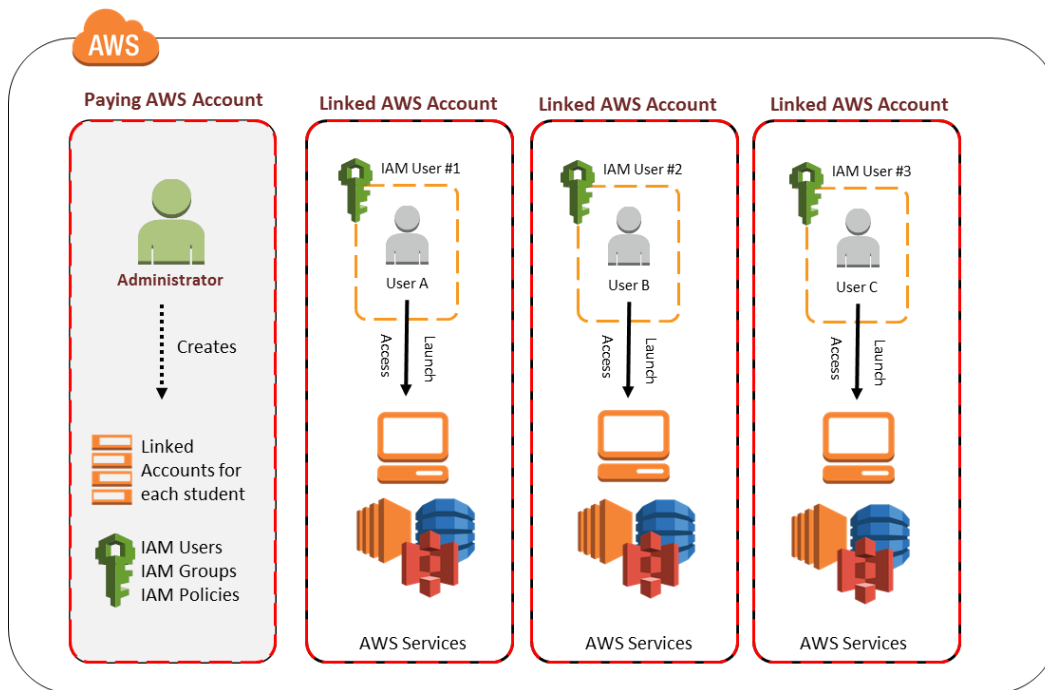 AWS
Paying AWS Account
Administrator
Creates
Linked
Accounts for
each student
IAM Users
IAM Groups
IAM Policies
Linked AWS Account
IAM User #1
User A
Access
Launch
AWS Services
Linked AWS Account
IAM User #2
User B
Access
Launch
AWS Services
Linked AWS Account
IAM User #3
User C
Access
Launch
AWS Services